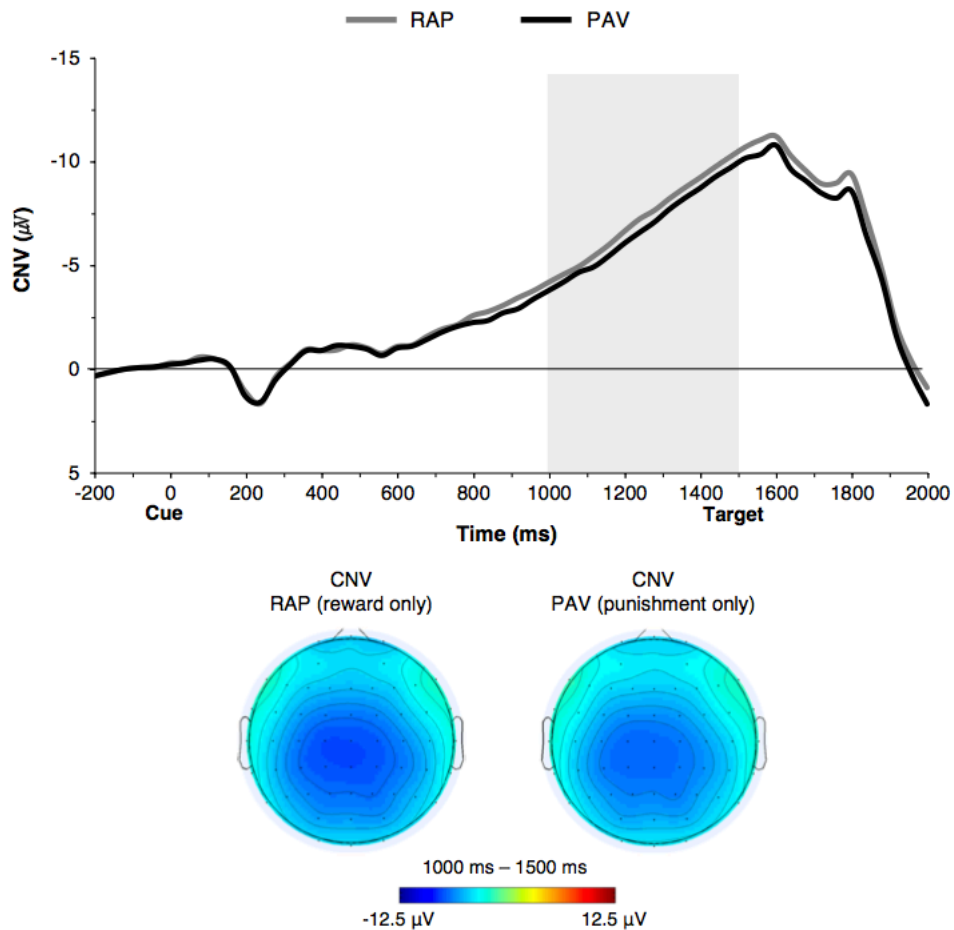 RAP PAV
-15
-10
-5
0
5
CNV (µV)
-200 0 200 400 600 800 1000 1200 1400 1600 1800 2000
Cue Target
Time (ms)
CNV CNV
RAP (reward only) PAV (punishment only)
1000 ms – 1500 ms
-12.5 µV 12.5 µV